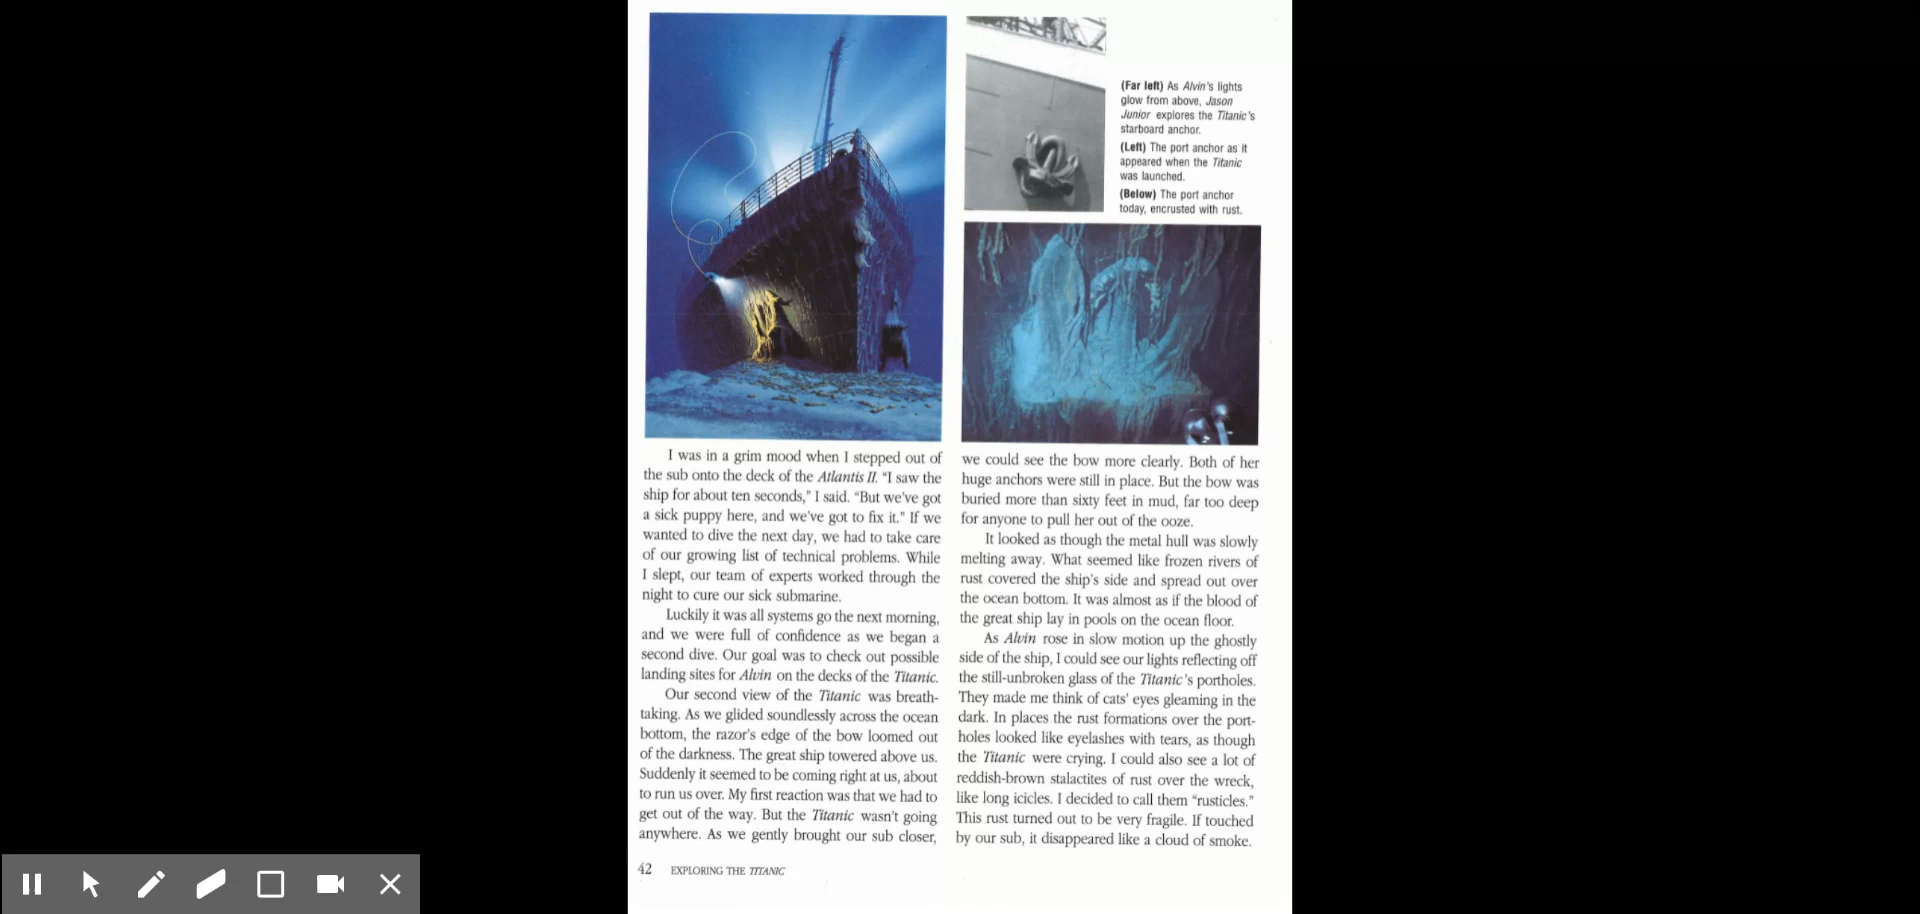 (Far left) As Alvin's lights
glow from above, Jason
Junior explores the Titanic's
starboard anchor.
(Left) The port anchor as it
appeared when the Titanic
was launched.
(Below) The port anchor
today, encrusted with rust.
I was in a grim mood when I stepped out of
the sub onto the deck of the Atlantis II. “I saw the
ship for about ten seconds,” I said. “But we've got
a sick puppy here, and we've got to fix it.” If we
wanted to dive the next day, we had to take care
of our growing list of technical problems. While
I slept, our team of experts worked through the
night to cure our sick submarine.
Luckily it was all systems go the next morning,
and we were full of confidence as we began a
second dive. Our goal was to check out possible
landing sites for Alvin on the decks of the Titanic.
Our second view of the Titanic was breath-
taking. As we glided soundlessly across the ocean
bottom, the razor's edge of the bow loomed out
of the darkness. The great ship towered above us.
Suddenly it seemed to be coming right at us, about
to run us over. My first reaction was that we had to
get out of the way. But the Titanic wasn't going
anywhere. As we gently brought our sub closer,
we could see the bow more clearly. Both of her
huge anchors were still in place. But the bow was
buried more than sixty feet in mud, far too deep
for anyone to pull her out of the ooze.
It looked as though the metal hull was slowly
melting away. What seemed like frozen rivers of
rust covered the ship's side and spread out over
the ocean bottom. It was almost as if the blood of
the great ship lay in pools on the ocean floor.
As Alvin rose in slow motion up the ghostly
side of the ship, I could see our lights reflecting off
the still-unbroken glass of the Titanic's portholes.
They made me think of cats' eyes gleaming in the
dark. In places the rust formations over the port-
holes looked like eyelashes with tears, as though
the Titanic were crying. I could also see a lot of
reddish-brown stalactites of rust over the wreck,
like long icicles. I decided to call them “rusticles.”
This rust turned out to be very fragile. If touched
by our sub, it disappeared like a cloud of smoke.
42 EXPLORING THE TITANIC